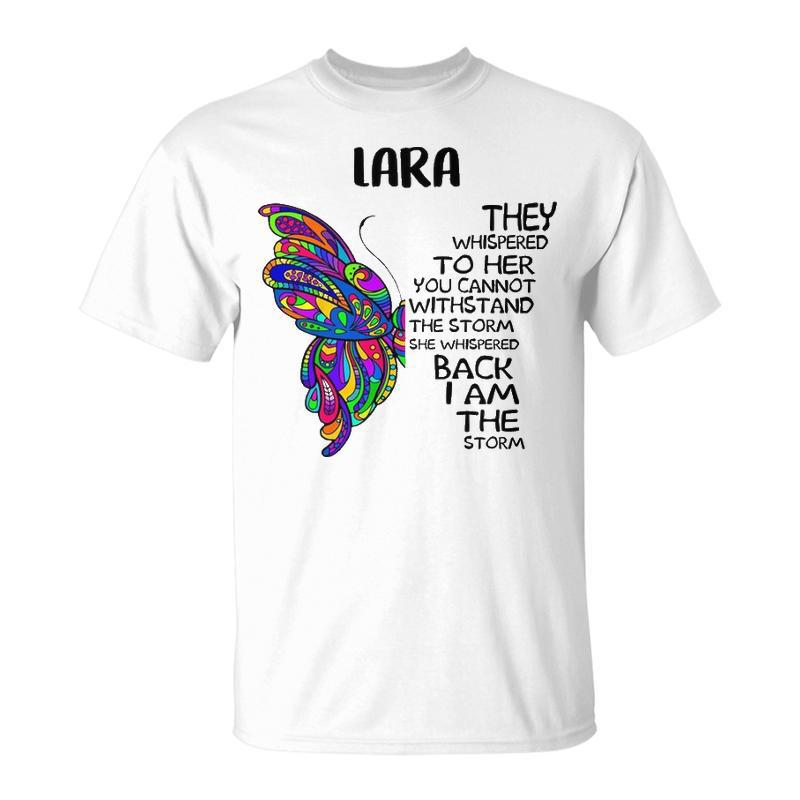 LARA
THEY
WHISPERED
TO HER
YOU CANNOT
WITHSTAND
THE STORM
SHE WHISPERED
BACK
I AM
THE
STORM